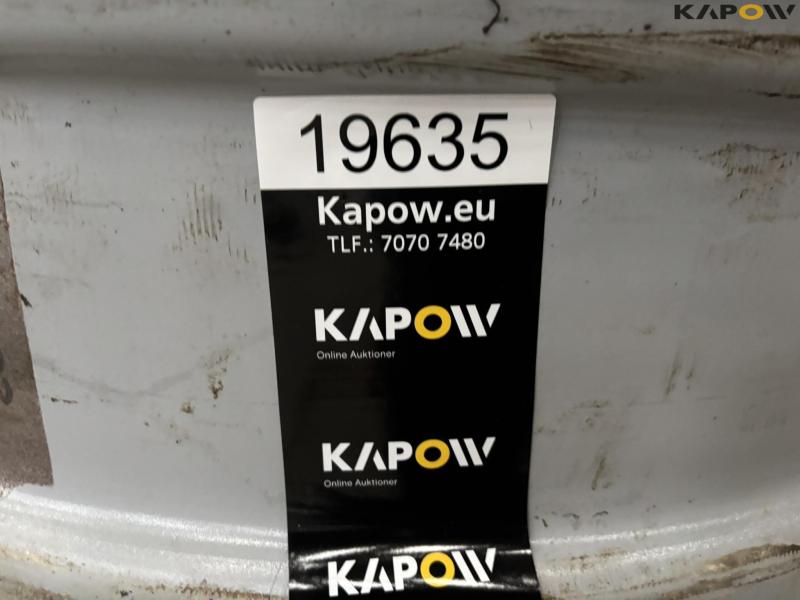 KAPOW
19635
Kapow.eu
TLF.: 7070 7480
KAPOW
Online Auktioner
KAPOW
Online Auktioner
KAPOW